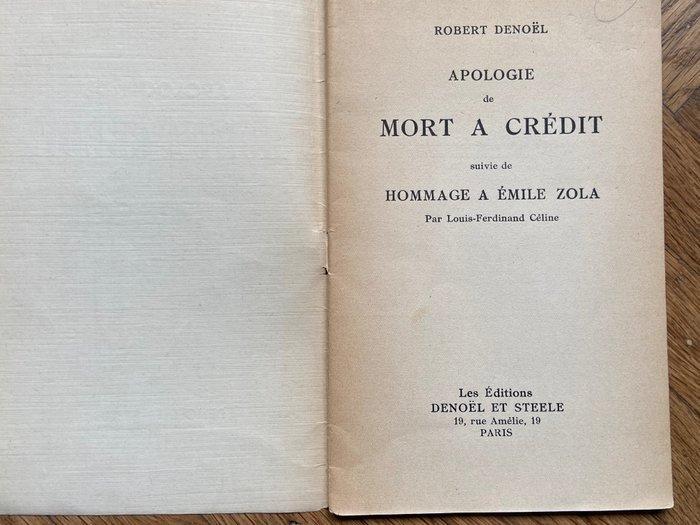 ROBERT DENOËL
APOLOGIE
de
MORT A CRÉDIT
suivie de
HOMMAGE A ÉMILE ZOLA
Par Louis-Ferdinand Céline
Les Éditions
DENOËL ET STEELE
19, rue Amélie, 19
PARIS